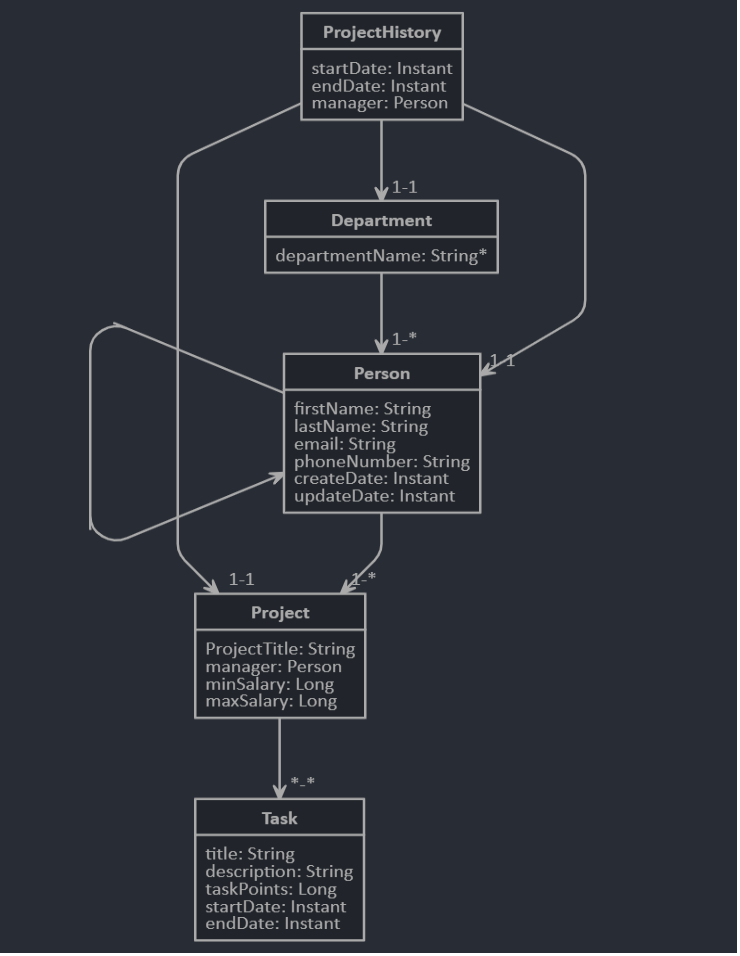 ProjectHistory
startDate: Instant
endDate: Instant
manager: Person
1-1
Department
departmentName: String*
1-*
1-1
Person
firstName: String
lastName: String
email: String
phoneNumber: String
createDate: Instant
updateDate: Instant
1-1
1-*
Project
ProjectTitle: String
manager: Person
minSalary: Long
maxSalary: Long
*-*
Task
title: String
description: String
taskPoints: Long
startDate: Instant
endDate: Instant